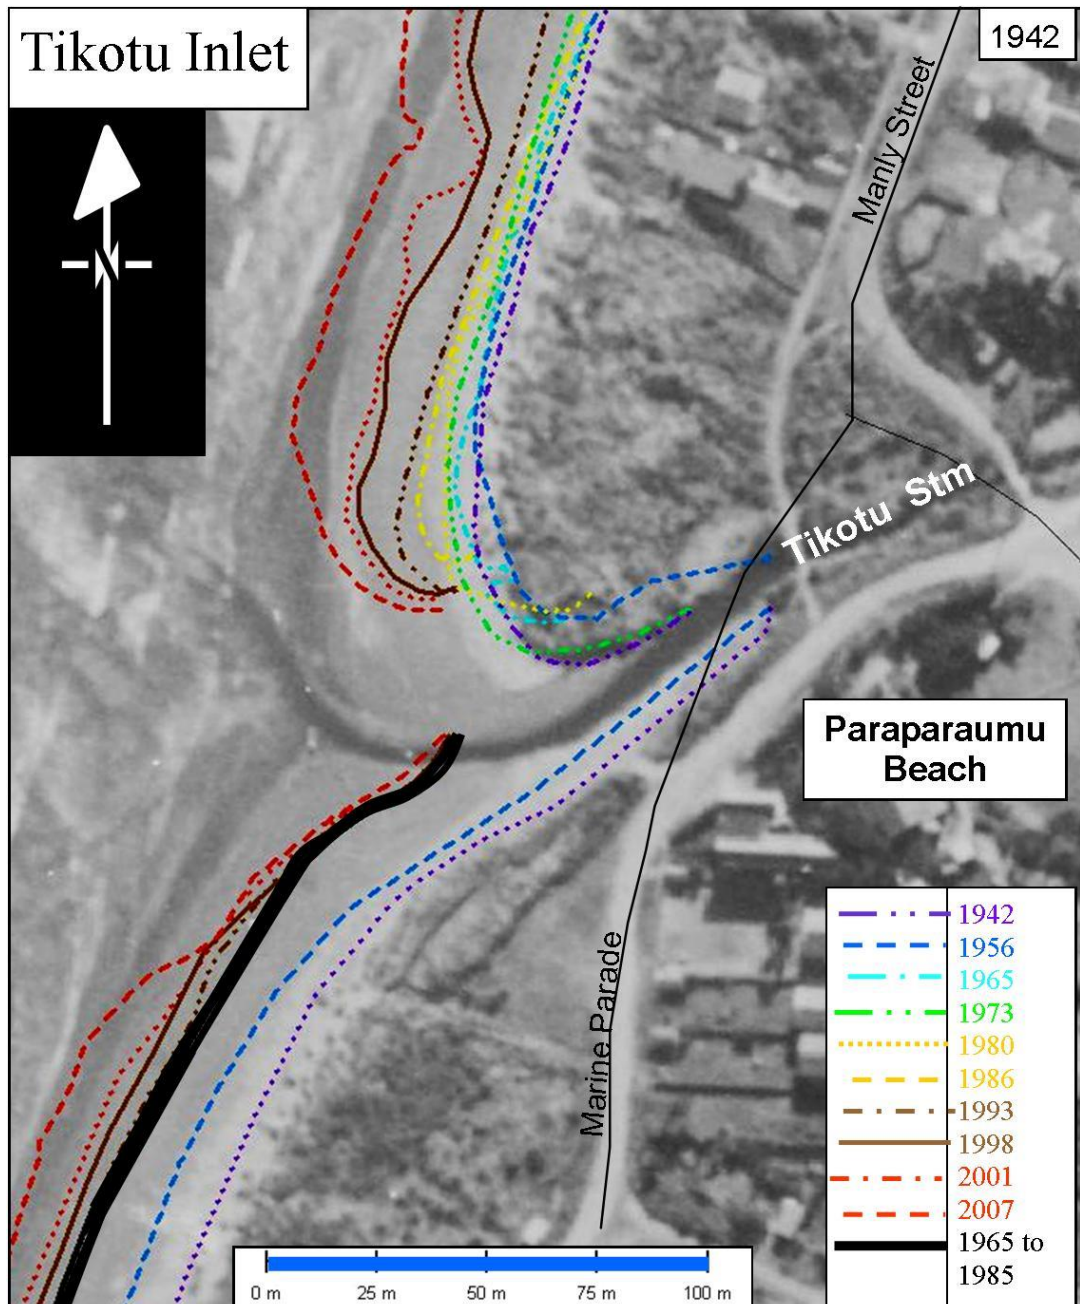 Tikotu Inlet
1942
N
Manly Street
Tikotu Stm
Paraparaumu
Beach
Marine Parade
1942
1956
1965
1973
1980
1986
1993
1998
2001
2007
1965 to
1985
0 m 25 m 50 m 75 m 100 m